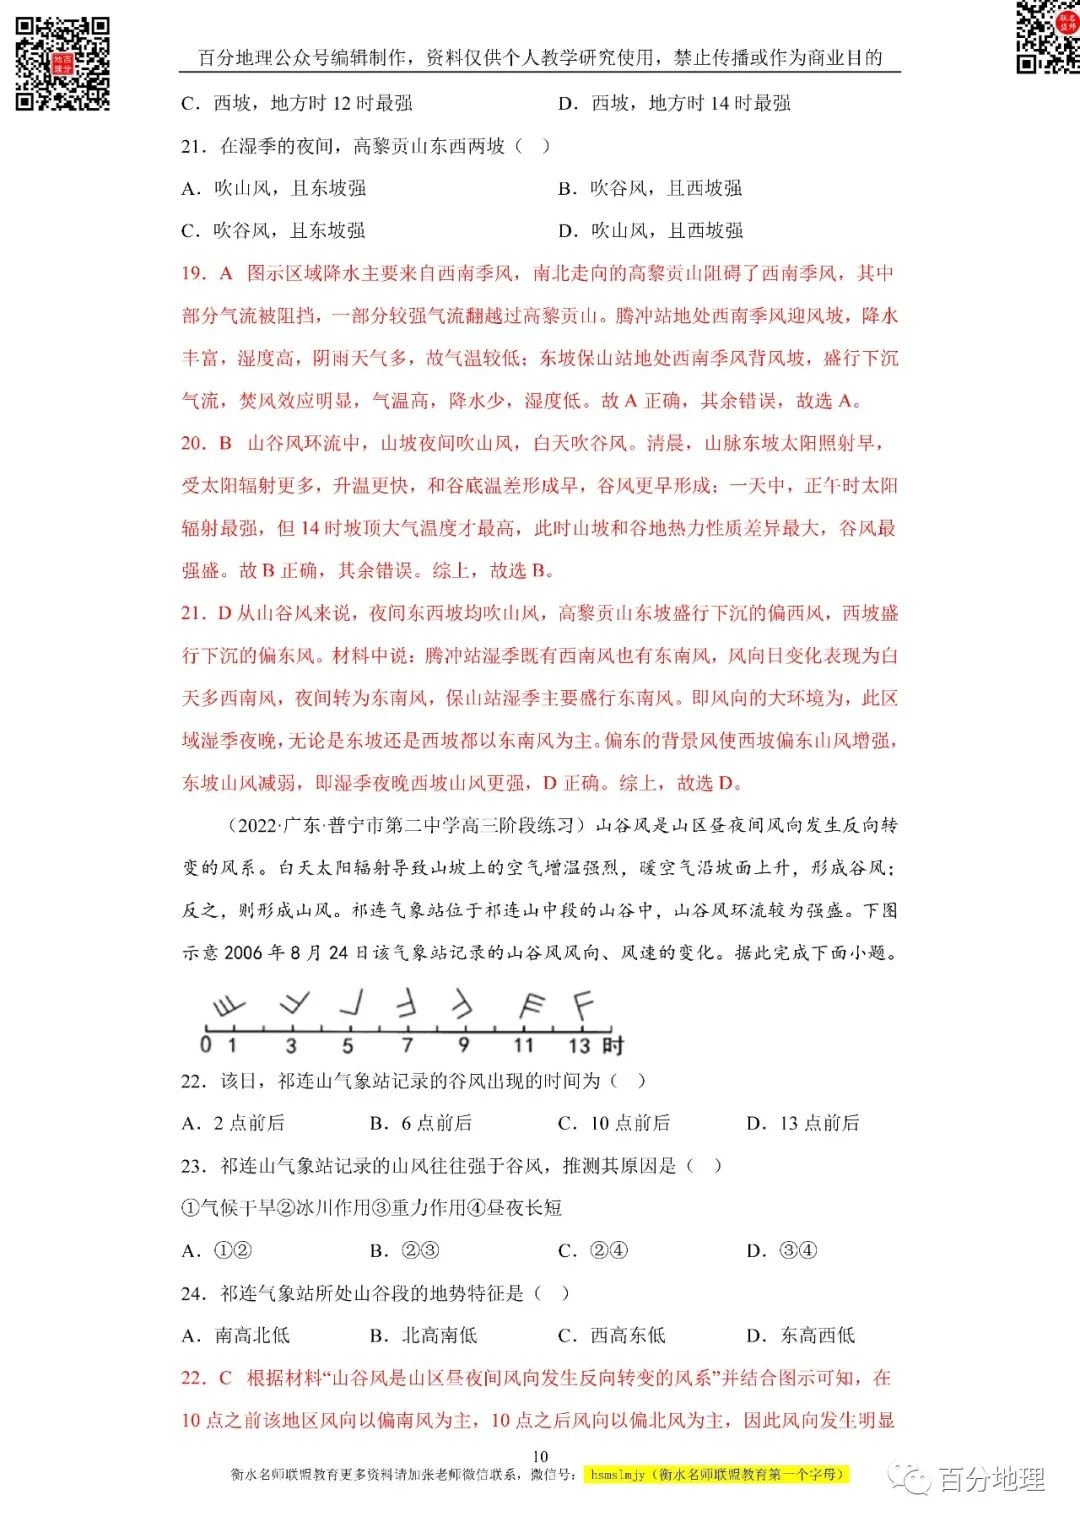 百分地理公众号编辑制作，资料仅供个人教学研究使用，禁止传播或作为商业目的
C．西坡，地方时 12 时最强 D．西坡，地方时 14 时最强
21．在湿季的夜间，高黎贡山东西两坡（ ）
A．吹山风，且东坡强 B．吹谷风，且西坡强
C．吹谷风，且东坡强 D．吹山风，且西坡强
19．A 图示区域降水主要来自西南季风，南北走向的高黎贡山阻碍了西南季风，其中
部分气流被阻挡，一部分较强气流翻越过高黎贡山。腾冲站地处西南季风迎风坡，降水
丰富，湿度高，阴雨天气多，故气温较低；东坡保山站地处西南季风背风坡，盛行下沉
气流，焚风效应明显，气温高，降水少，湿度低。故 A 正确，其余错误，故选 A。
20．B 山谷风环流中，山坡夜间吹山风，白天吹谷风。清晨，山脉东坡太阳照射早，
受太阳辐射更多，升温更快，和谷底温差形成早，谷风更早形成；一天中，正午时太阳
辐射最强，但 14 时坡顶大气温度才最高，此时山坡和谷地热力性质差异最大，谷风最
强盛。故 B 正确，其余错误。综上，故选 B。
21．D 从山谷风来说，夜间东西坡均吹山风，高黎贡山东坡盛行下沉的偏西风，西坡盛
行下沉的偏东风。材料中说：腾冲站湿季既有西南风也有东南风，风向日变化表现为白
天多西南风，夜间转为东南风，保山站湿季主要盛行东南风。即风向的大环境为，此区
域湿季夜晚，无论是东坡还是西坡都以东南风为主。偏东的背景风使西坡偏东山风增强，
东坡山风减弱，即湿季夜晚西坡山风更强，D 正确。综上，故选 D。
（2022·广东·普宁市第二中学高三阶段练习）山谷风是山区昼夜间风向发生反向转
变的风系。白天太阳辐射导致山坡上的空气增温强烈，暖空气沿坡面上升，形成谷风；
反之，则形成山风。祁连气象站位于祁连山中段的山谷中，山谷风环流较为强盛。下图
示意 2006 年 8 月 24 日该气象站记录的山谷风风向、风速的变化。据此完成下面小题。
0 1 3 5 7 9 11 13 时
22．该日，祁连山气象站记录的谷风出现的时间为（ ）
A．2 点前后 B．6 点前后 C．10 点前后 D．13 点前后
23．祁连山气象站记录的山风往往强于谷风，推测其原因是（ ）
①气候干旱②冰川作用③重力作用④昼夜长短
A．①② B．②③ C．②④ D．③④
24．祁连气象站所处山谷段的地势特征是（ ）
A．南高北低 B．北高南低 C．西高东低 D．东高西低
22．C 根据材料“山谷风是山区昼夜间风向发生反向转变的风系”并结合图示可知，在
10 点之前该地区风向以偏南风为主，10 点之后风向以偏北风为主，因此风向发生明显
10
衡水名师联盟教育更多资料请加张老师微信联系，微信号： hsmslmjy（衡水名师联盟教育第一个字母）
百分地理